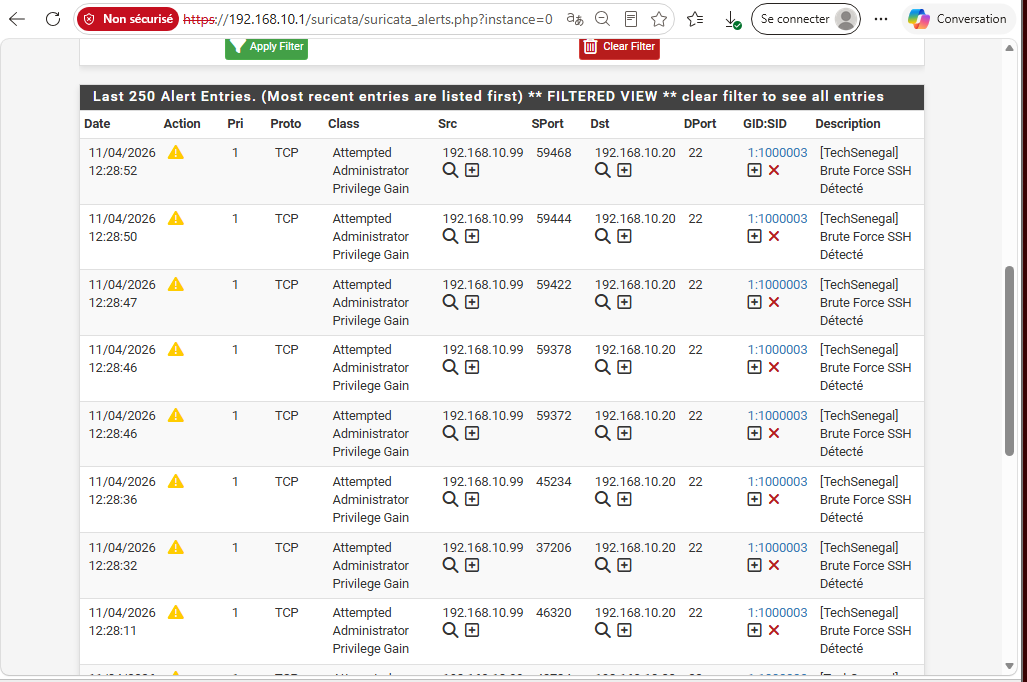 Non sécurisé https://192.168.10.1/suricata/suricata_alerts.php?instance=0 Se connecter Conversation
Apply Filter Clear Filter
Last 250 Alert Entries. (Most recent entries are listed first) ** FILTERED VIEW ** clear filter to see all entries
Date Action Pri Proto Class Src SPort Dst DPort GID:SID Description
11/04/2026 1 TCP Attempted 192.168.10.99 59468 192.168.10.20 22 1:1000003 [TechSenegal]
12:28:52 Administrator Brute Force SSH
Privilege Gain Détecté
11/04/2026 1 TCP Attempted 192.168.10.99 59444 192.168.10.20 22 1:1000003 [TechSenegal]
12:28:50 Administrator Brute Force SSH
Privilege Gain Détecté
11/04/2026 1 TCP Attempted 192.168.10.99 59422 192.168.10.20 22 1:1000003 [TechSenegal]
12:28:47 Administrator Brute Force SSH
Privilege Gain Détecté
11/04/2026 1 TCP Attempted 192.168.10.99 59378 192.168.10.20 22 1:1000003 [TechSenegal]
12:28:46 Administrator Brute Force SSH
Privilege Gain Détecté
11/04/2026 1 TCP Attempted 192.168.10.99 59372 192.168.10.20 22 1:1000003 [TechSenegal]
12:28:46 Administrator Brute Force SSH
Privilege Gain Détecté
11/04/2026 1 TCP Attempted 192.168.10.99 45234 192.168.10.20 22 1:1000003 [TechSenegal]
12:28:36 Administrator Brute Force SSH
Privilege Gain Détecté
11/04/2026 1 TCP Attempted 192.168.10.99 37206 192.168.10.20 22 1:1000003 [TechSenegal]
12:28:32 Administrator Brute Force SSH
Privilege Gain Détecté
11/04/2026 1 TCP Attempted 192.168.10.99 46320 192.168.10.20 22 1:1000003 [TechSenegal]
12:28:11 Administrator Brute Force SSH
Privilege Gain Détecté